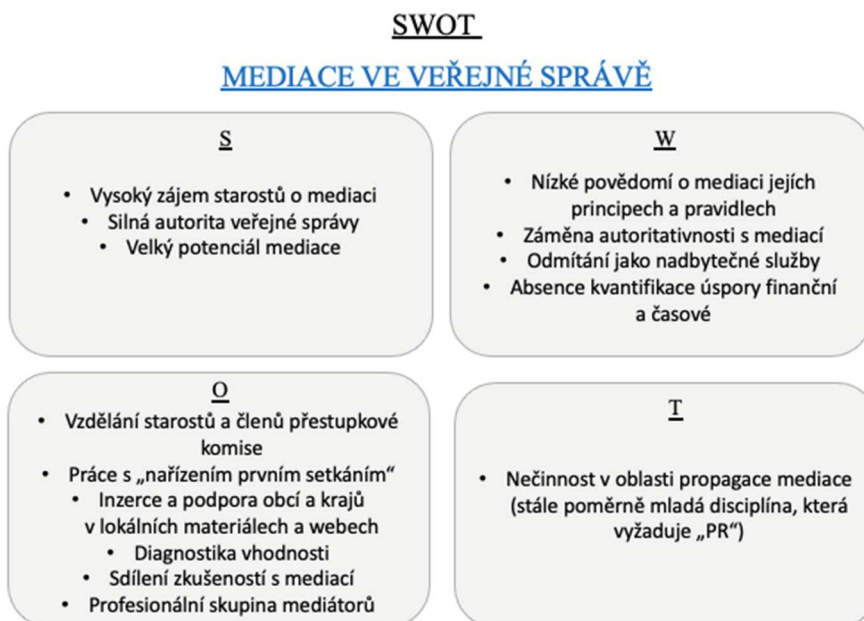 SWOT
MEDIACE VE VEŘEJNÉ SPRÁVĚ
S
• Vysoký zájem starostů o mediaci
• Silná autorita veřejné správy
• Velký potenciál mediace
W
• Nízké povědomí o mediaci jejích
principech a pravidlech
• Záměna autoritativnosti s mediací
• Odmítání jako nadbytečné služby
• Absence kvantifikace úspory finanční
a časové
O
• Vzdělání starostů a členů přestupkové
komise
• Práce s „nařízením prvním setkáním“
• Inzerce a podpora obcí a krajů
v lokálních materiálech a webech
• Diagnostika vhodnosti
• Sdílení zkušeností s mediací
• Profesionální skupina mediátorů
T
• Nečinnost v oblasti propagace mediace
(stále poměrně mladá disciplína, která
vyžaduje „PR“)